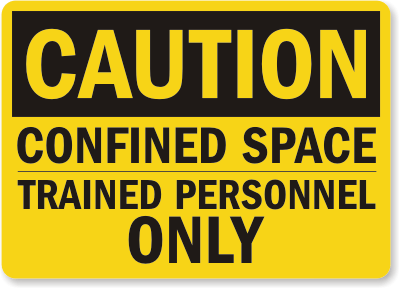 CAUTION
CONFINED SPACE
TRAINED PERSONNEL
ONLY